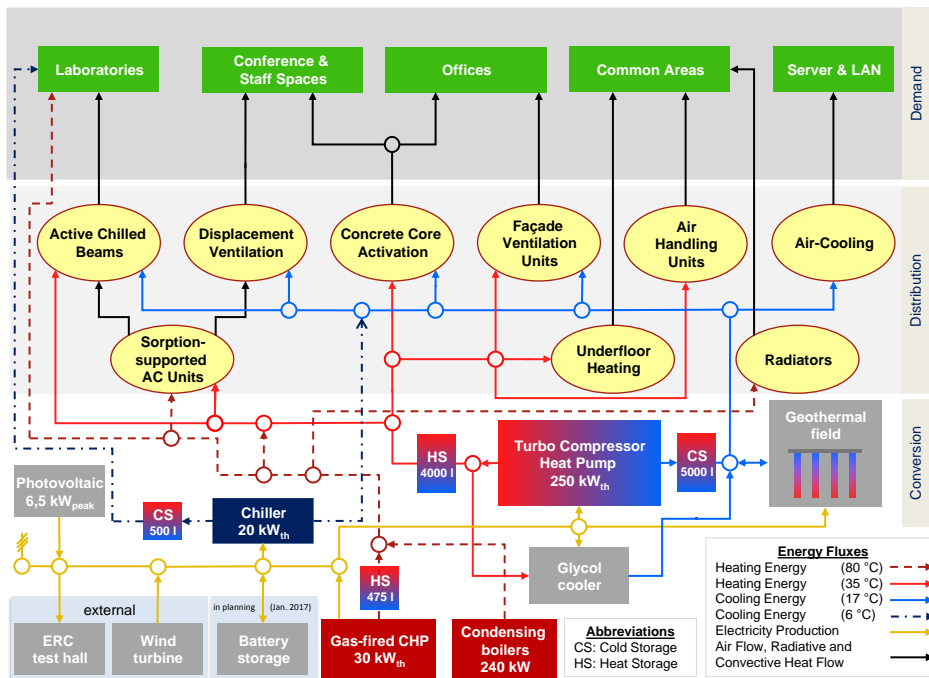 Laboratories
Conference &
Staff Spaces
Offices
Common Areas
Server & LAN
Demand
Active Chilled
Beams
Displacement
Ventilation
Concrete Core
Activation
Façade
Ventilation
Units
Air
Handling
Units
Air-Cooling
Distribution
Sorption-
supported
AC Units
Underfloor
Heating
Radiators
Photovoltaic
6,5 kWpeak
CS
500 l
Chiller
20 kWth
HS
4000 l
Turbo Compressor
Heat Pump
250 kWth
CS
5000 l
Geothermal
field
Conversion
Glycol
cooler
HS
475 l
external
ERC
test hall
Wind
turbine
in planning (Jan. 2017)
Battery
storage
Gas-fired CHP
30 kWth
Condensing
boilers
240 kW
Abbreviations
CS: Cold Storage
HS: Heat Storage
Energy Fluxes
Heating Energy (80 °C)
Heating Energy (35 °C)
Cooling Energy (17 °C)
Cooling Energy (6 °C)
Electricity Production
Air Flow, Radiative and
Convective Heat Flow